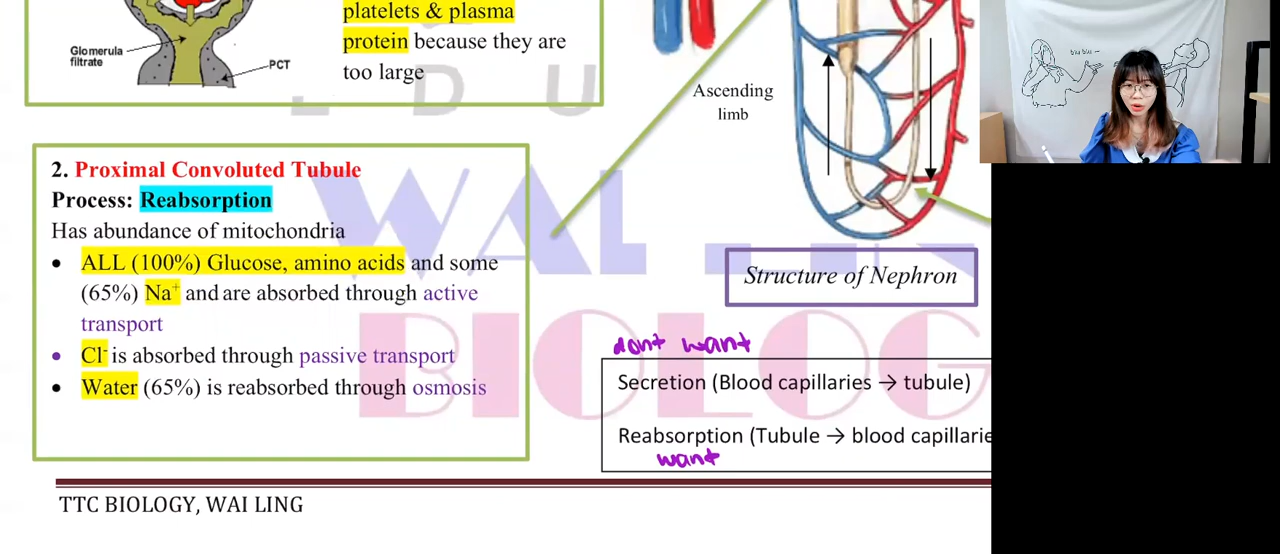 platelets & plasma
protein because they are
too large
Glomerula
filtrate
PCT
Ascending
limb
2. Proximal Convoluted Tubule
Process: Reabsorption
Has abundance of mitochondria
• ALL (100%) Glucose, amino acids and some
(65%) Na⁺ and are absorbed through active
transport
• Cl⁻ is absorbed through passive transport
• Water (65%) is reabsorbed through osmosis
Structure of Nephron
dont want
Secretion (Blood capillaries → tubule)
Reabsorption (Tubule → blood capillarie
want
WAI
BIOLOG
TTC BIOLOGY, WAI LING